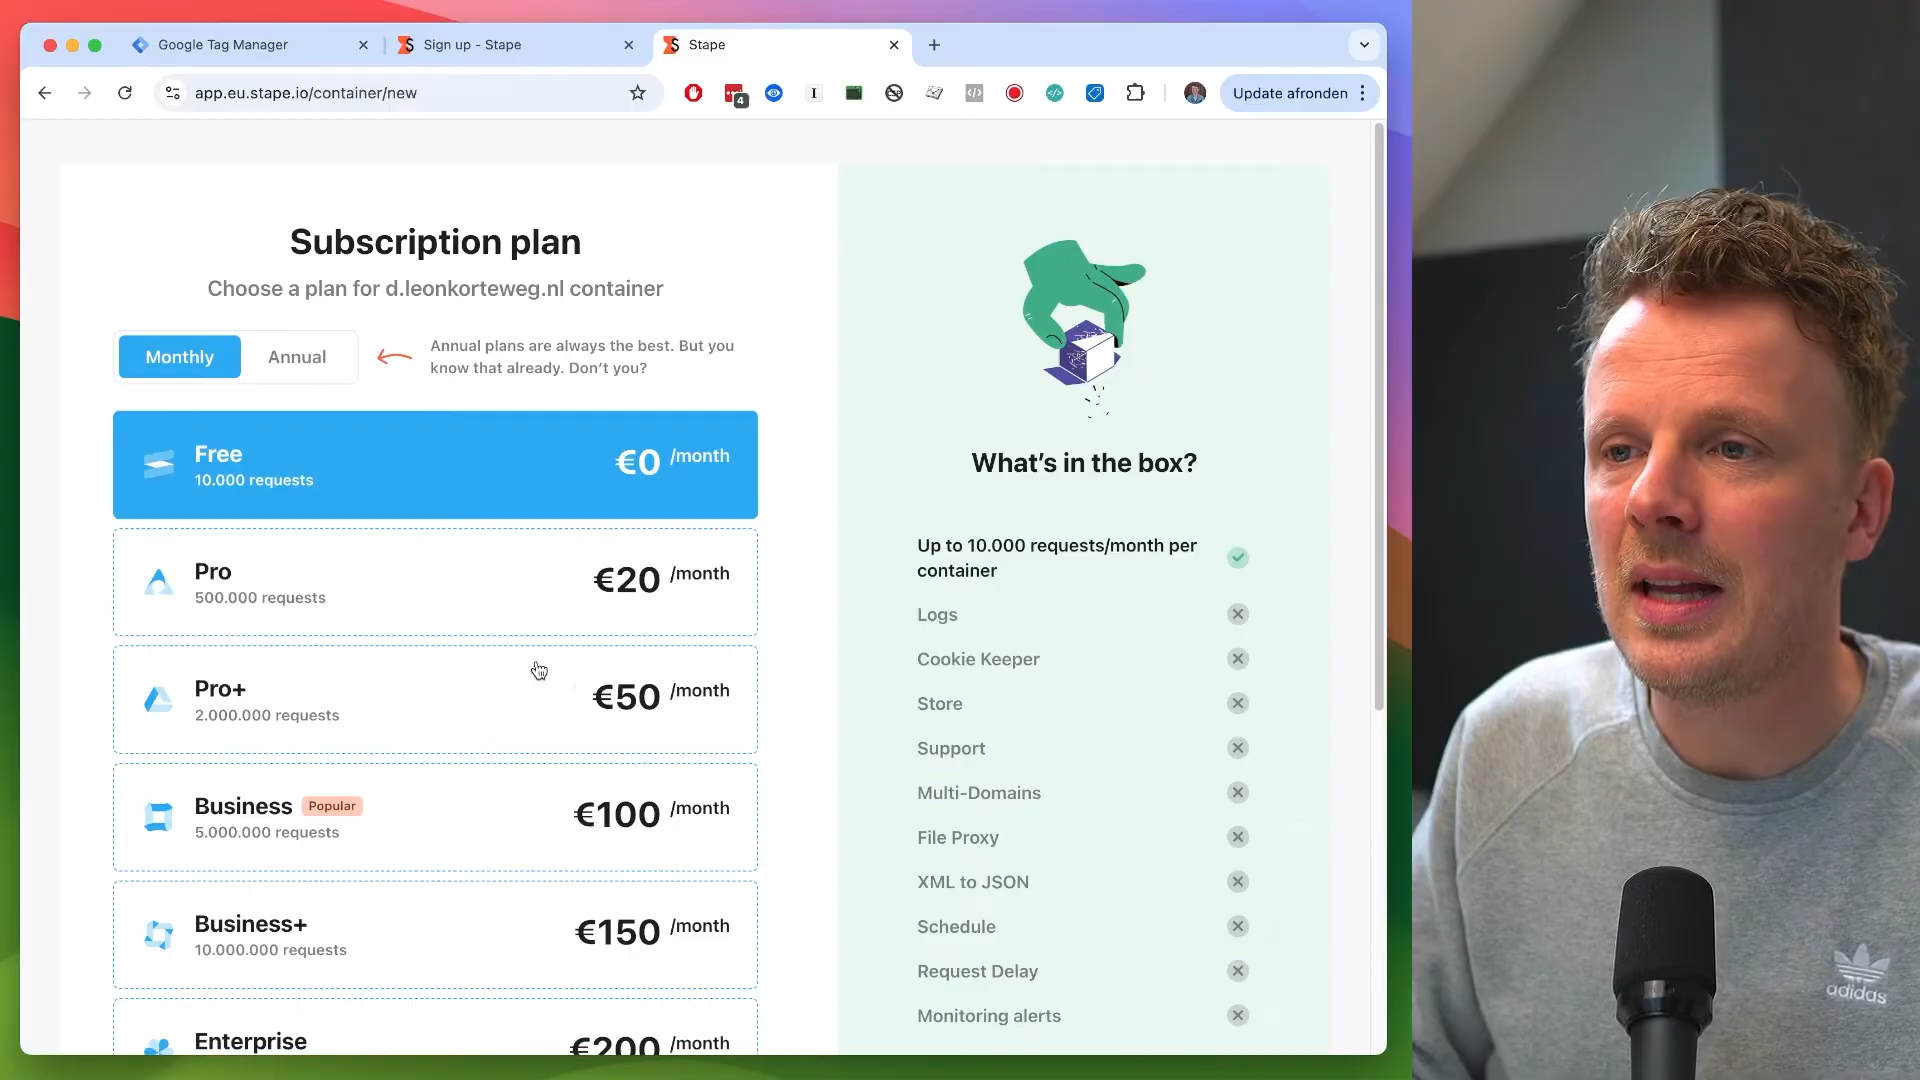 Google Tag Manager
Sign up - Stape
Stape
app.eu.stape.io/container/new
4
Update afronden
Subscription plan
Choose a plan for d.leonkorteweg.nl container
Monthly
Annual
Annual plans are always the best. But you
know that already. Don't you?
Free
10.000 requests
€0 /month
Pro
500.000 requests
€20 /month
Pro+
2.000.000 requests
€50 /month
Business Popular
5.000.000 requests
€100 /month
Business+
10.000.000 requests
€150 /month
Enterprise
€200 /month
What's in the box?
Up to 10.000 requests/month per
container
Logs
Cookie Keeper
Store
Support
Multi-Domains
File Proxy
XML to JSON
Schedule
Request Delay
Monitoring alerts
adidas